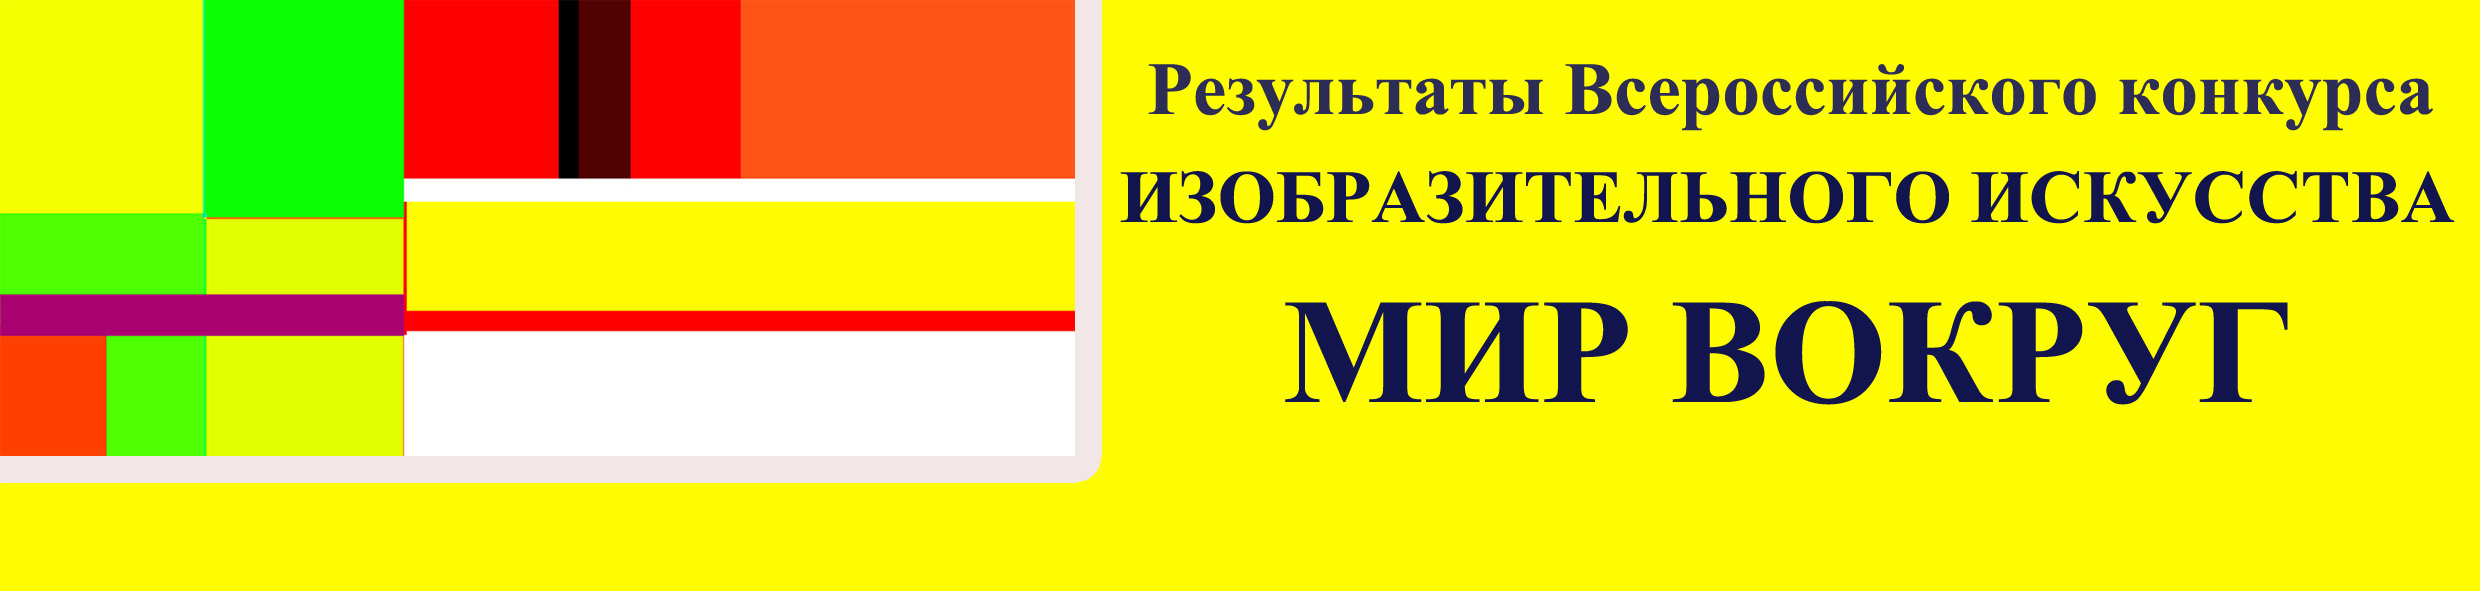 Результаты Всероссийского конкурса
ИЗОБРАЗИТЕЛЬНОГО ИСКУССТВА
МИР ВОКРУГ